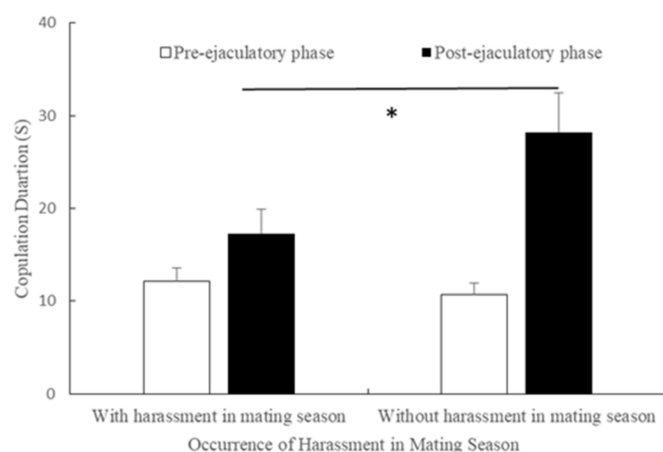 40
Pre-ejaculatory phase Post-ejaculatory phase
30
*
20
10
0
Copulation Duartion (S)
With harassment in mating season Without harassment in mating season
Occurrence of Harassment in Mating Season